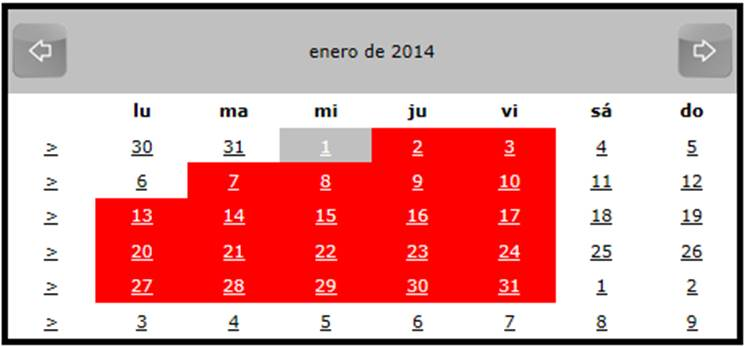 enero de 2014
lu ma mi ju vi sá do
> 30 31 1 2 3 4 5
> 6 7 8 9 10 11 12
> 13 14 15 16 17 18 19
> 20 21 22 23 24 25 26
> 27 28 29 30 31 1 2
> 3 4 5 6 7 8 9